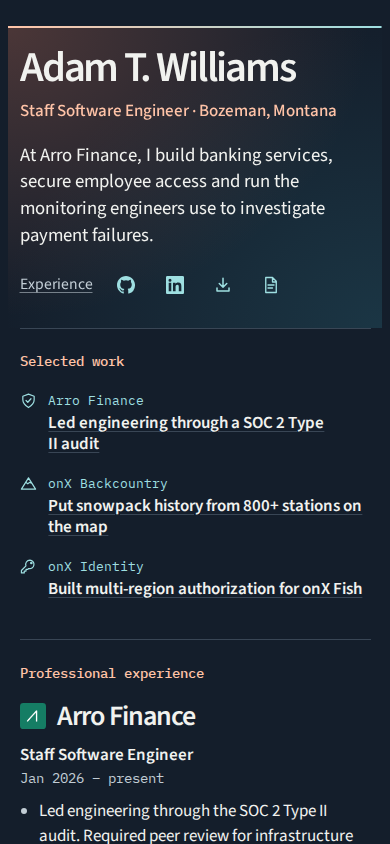 Adam T. Williams
Staff Software Engineer · Bozeman, Montana
At Arro Finance, I build banking services,
secure employee access and run the
monitoring engineers use to investigate
payment failures.
Experience
Selected work
Arro Finance
Led engineering through a SOC 2 Type
II audit
onX Backcountry
Put snowpack history from 800+ stations on
the map
onX Identity
Built multi-region authorization for onX Fish
Professional experience
Arro Finance
Staff Software Engineer
Jan 2026 – present
• Led engineering through the SOC 2 Type II
audit. Required peer review for infrastructure